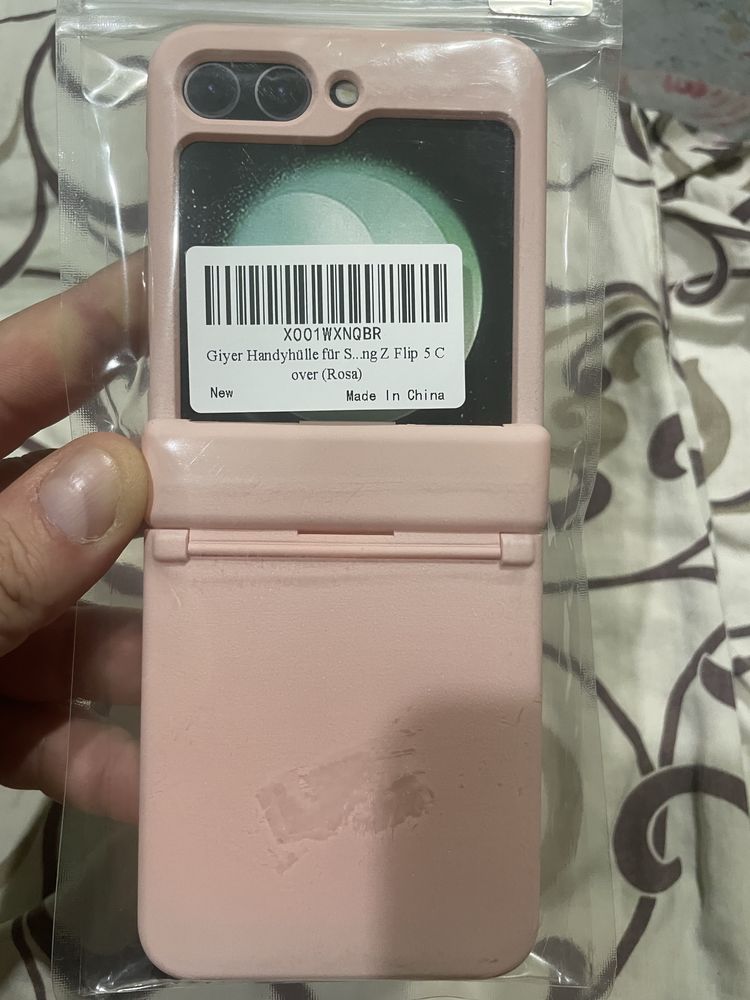 X001WXNQBR
Giyer Handyhülle für S...ng Z Flip 5 C
over (Rosa)
New Made In China